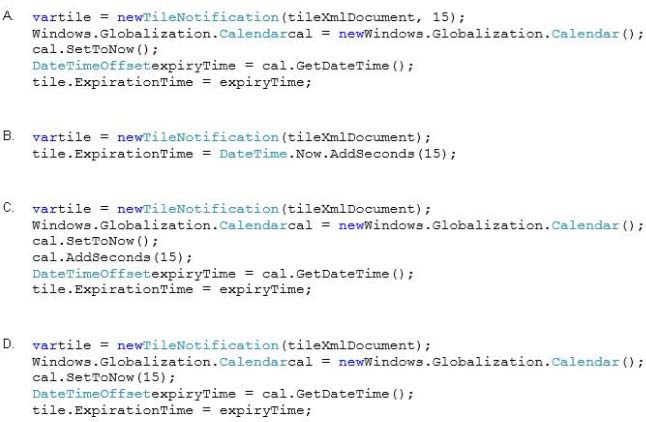 A. vartile = newTileNotification(tileXmlDocument, 15);
Windows.Globalization.Calendarcal = newWindows.Globalization.Calendar();
cal.SetToNow();
DateTimeOffsetexpiryTime = cal.GetDateTime();
tile.ExpirationTime = expiryTime;
B. vartile = newTileNotification(tileXmlDocument);
tile.ExpirationTime = DateTime.Now.AddSeconds(15);
C. vartile = newTileNotification(tileXmlDocument);
Windows.Globalization.Calendarcal = newWindows.Globalization.Calendar();
cal.SetToNow();
cal.AddSeconds(15);
DateTimeOffsetexpiryTime = cal.GetDateTime();
tile.ExpirationTime = expiryTime;
D. vartile = newTileNotification(tileXmlDocument);
Windows.Globalization.Calendarcal = newWindows.Globalization.Calendar();
cal.SetToNow(15);
DateTimeOffsetexpiryTime = cal.GetDateTime();
tile.ExpirationTime = expiryTime;